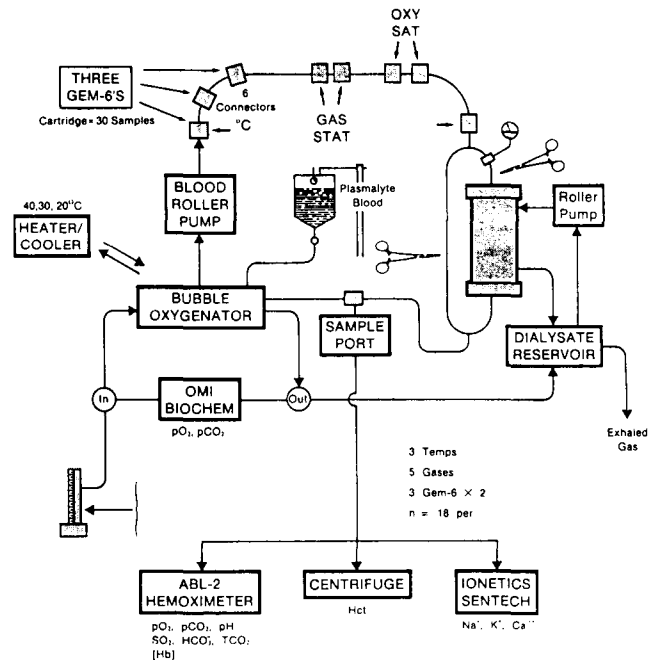 OXY
SAT
THREE
GEM-6'S
Cartridge = 30 Samples
6
Connectors
GAS
STAT
°C
BLOOD
ROLLER
PUMP
Plasmalyte
Blood
Roller
Pump
40,30, 20°C
HEATER/
COOLER
BUBBLE
OXYGENATOR
SAMPLE
PORT
DIALYSATE
RESERVOIR
In
OMI
BIOCHEM
Out
pO₂, pCO₂
Exhaled
Gas
3 Temps
5 Gases
3 Gem-6 × 2
n = 18 per
ABL-2
HEMOXIMETER
CENTRIFUGE
IONETICS
SENTECH
pO₂, pCO₂, pH
SO₂, HCO₃⁻, TCO₂
[Hb]
Hct
Na⁺, K⁺, Ca⁺⁺